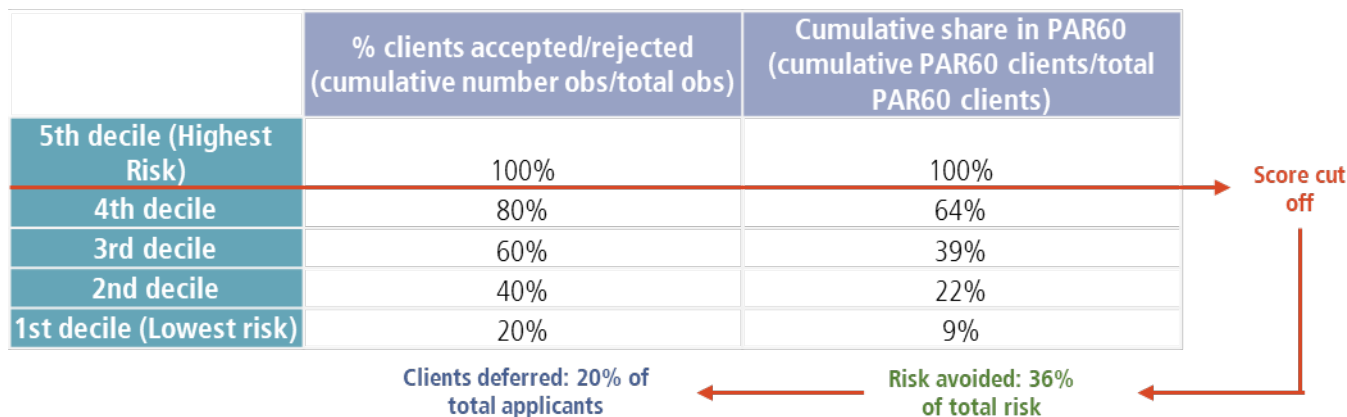 % clients accepted/rejected
(cumulative number obs/total obs)
Cumulative share in PAR60
(cumulative PAR60 clients/total
PAR60 clients)
5th decile (Highest
Risk)
100%
100%
Score cut
off
4th decile
80%
64%
3rd decile
60%
39%
2nd decile
40%
22%
1st decile (Lowest risk)
20%
9%
Clients deferred: 20% of
total applicants
Risk avoided: 36%
of total risk